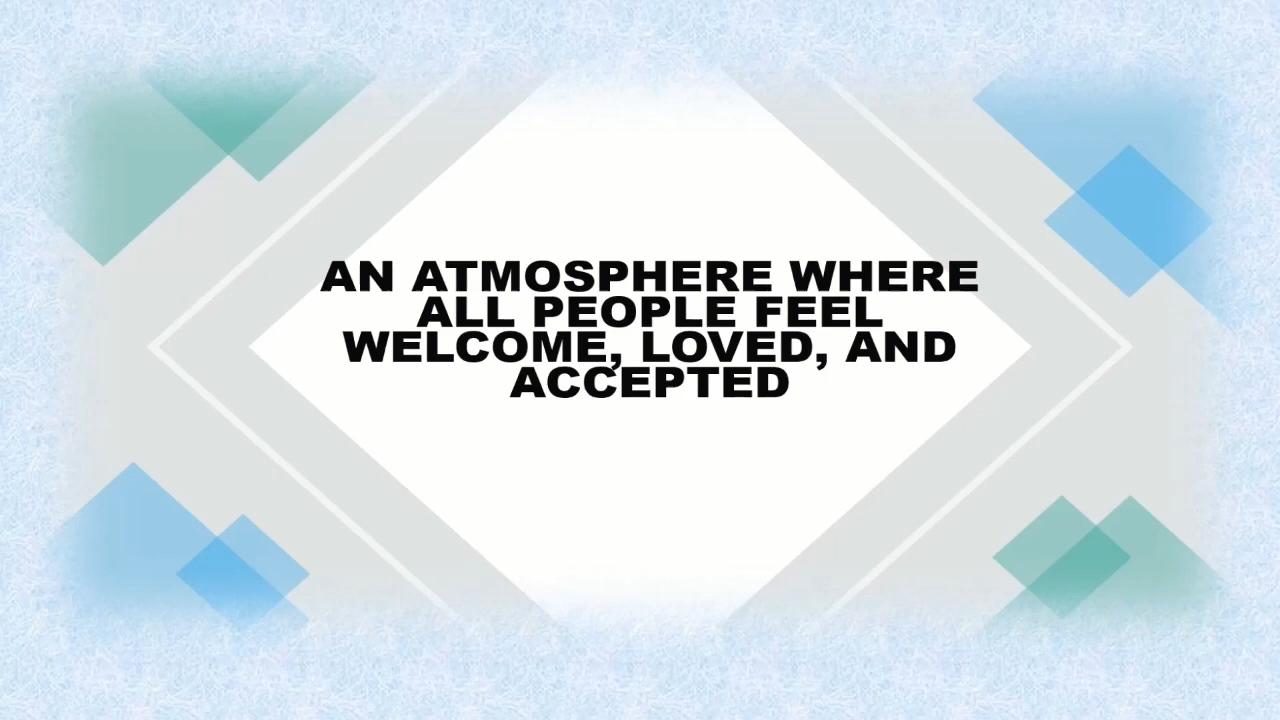 AN ATMOSPHERE WHERE
ALL PEOPLE FEEL
WELCOME, LOVED, AND
ACCEPTED